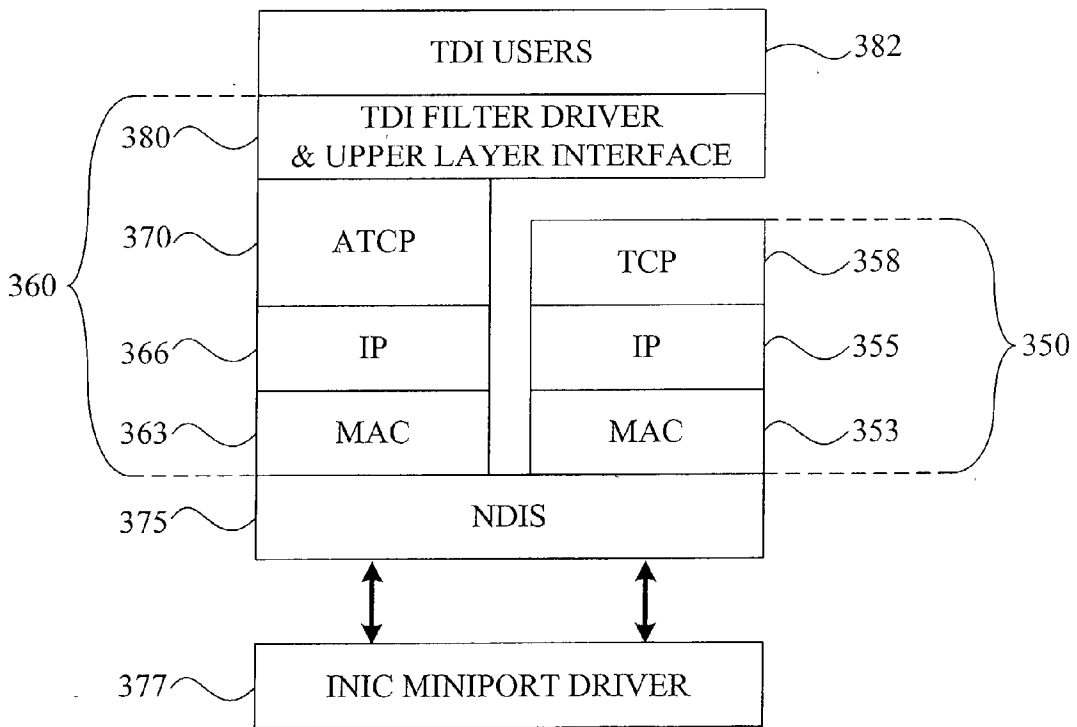 TDI USERS
382
380
TDI FILTER DRIVER
& UPPER LAYER INTERFACE
370
ATCP
TCP
358
360
366
IP
IP
355
350
363
MAC
MAC
353
375
NDIS
377
INIC MINIPORT DRIVER